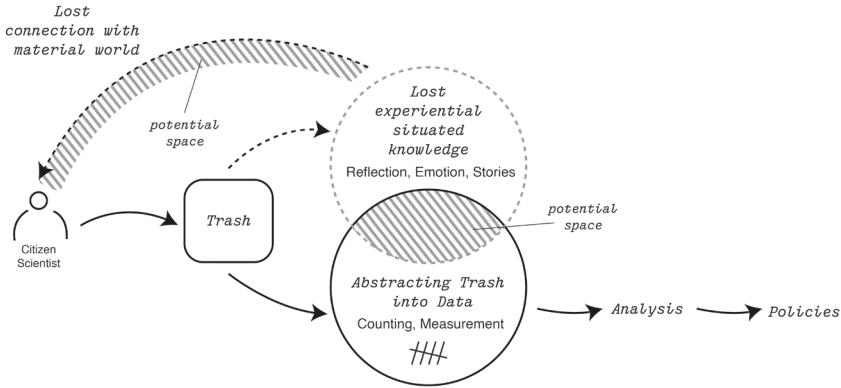 Lost
connection with
material world
potential
space
Lost
experiential
situated
knowledge
Reflection, Emotion, Stories
Citizen
Scientist
Trash
potential
space
Abstracting Trash
into Data
Counting, Measurement
Analysis
Policies